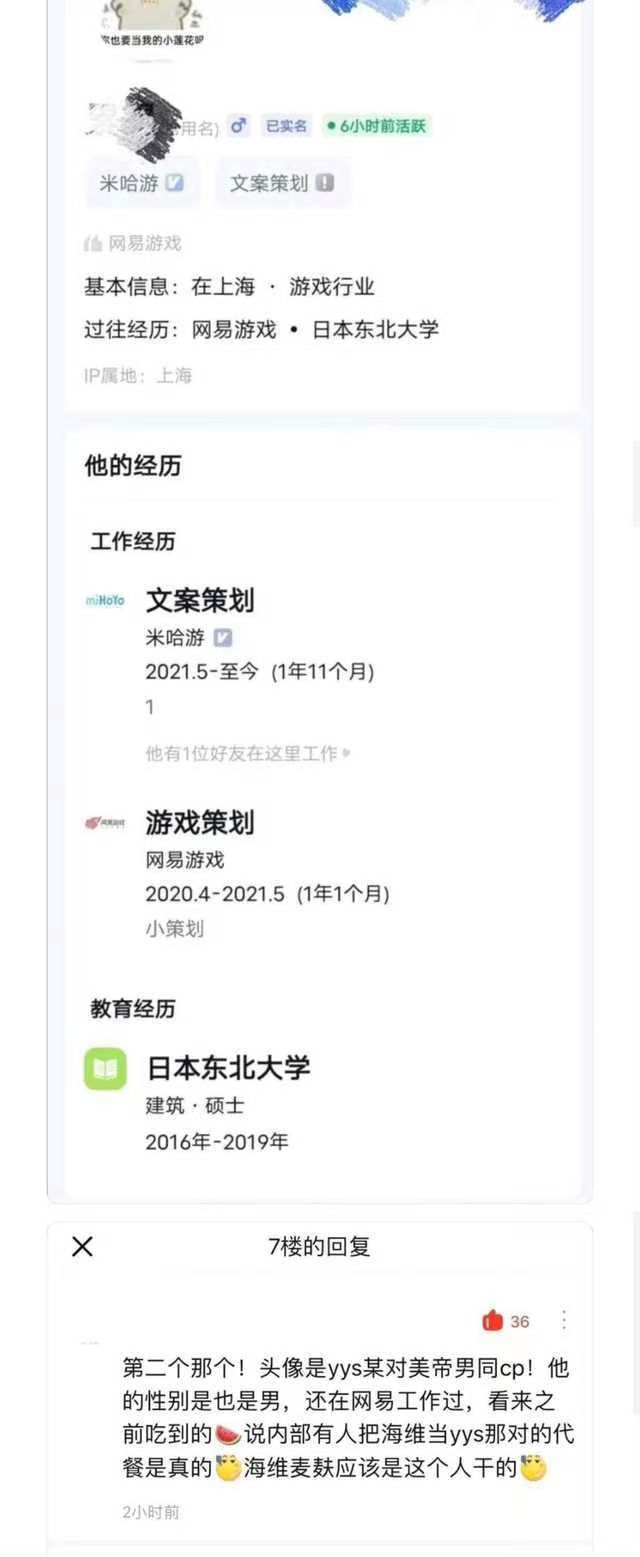 你也要当我的小莲花吧
用名) 已实名 6小时前活跃
米哈游 文案策划
网易游戏
基本信息：在上海 · 游戏行业
过往经历：网易游戏 • 日本东北大学
IP属地：上海
他的经历
工作经历
miHoYo 文案策划
米哈游
2021.5-至今 (1年11个月)
1
他有1位好友在这里工作
游戏策划
网易游戏
2020.4-2021.5 (1年1个月)
小策划
教育经历
日本东北大学
建筑 · 硕士
2016年-2019年
7楼的回复
36
第二个那个！头像是yys某对美帝男同cp！他
的性别是也是男，还在网易工作过，看来之
前吃到的🍉说内部有人把海维当yys那对的代
餐是真的🤭海维麦麸应该是这个人干的🤭
2小时前